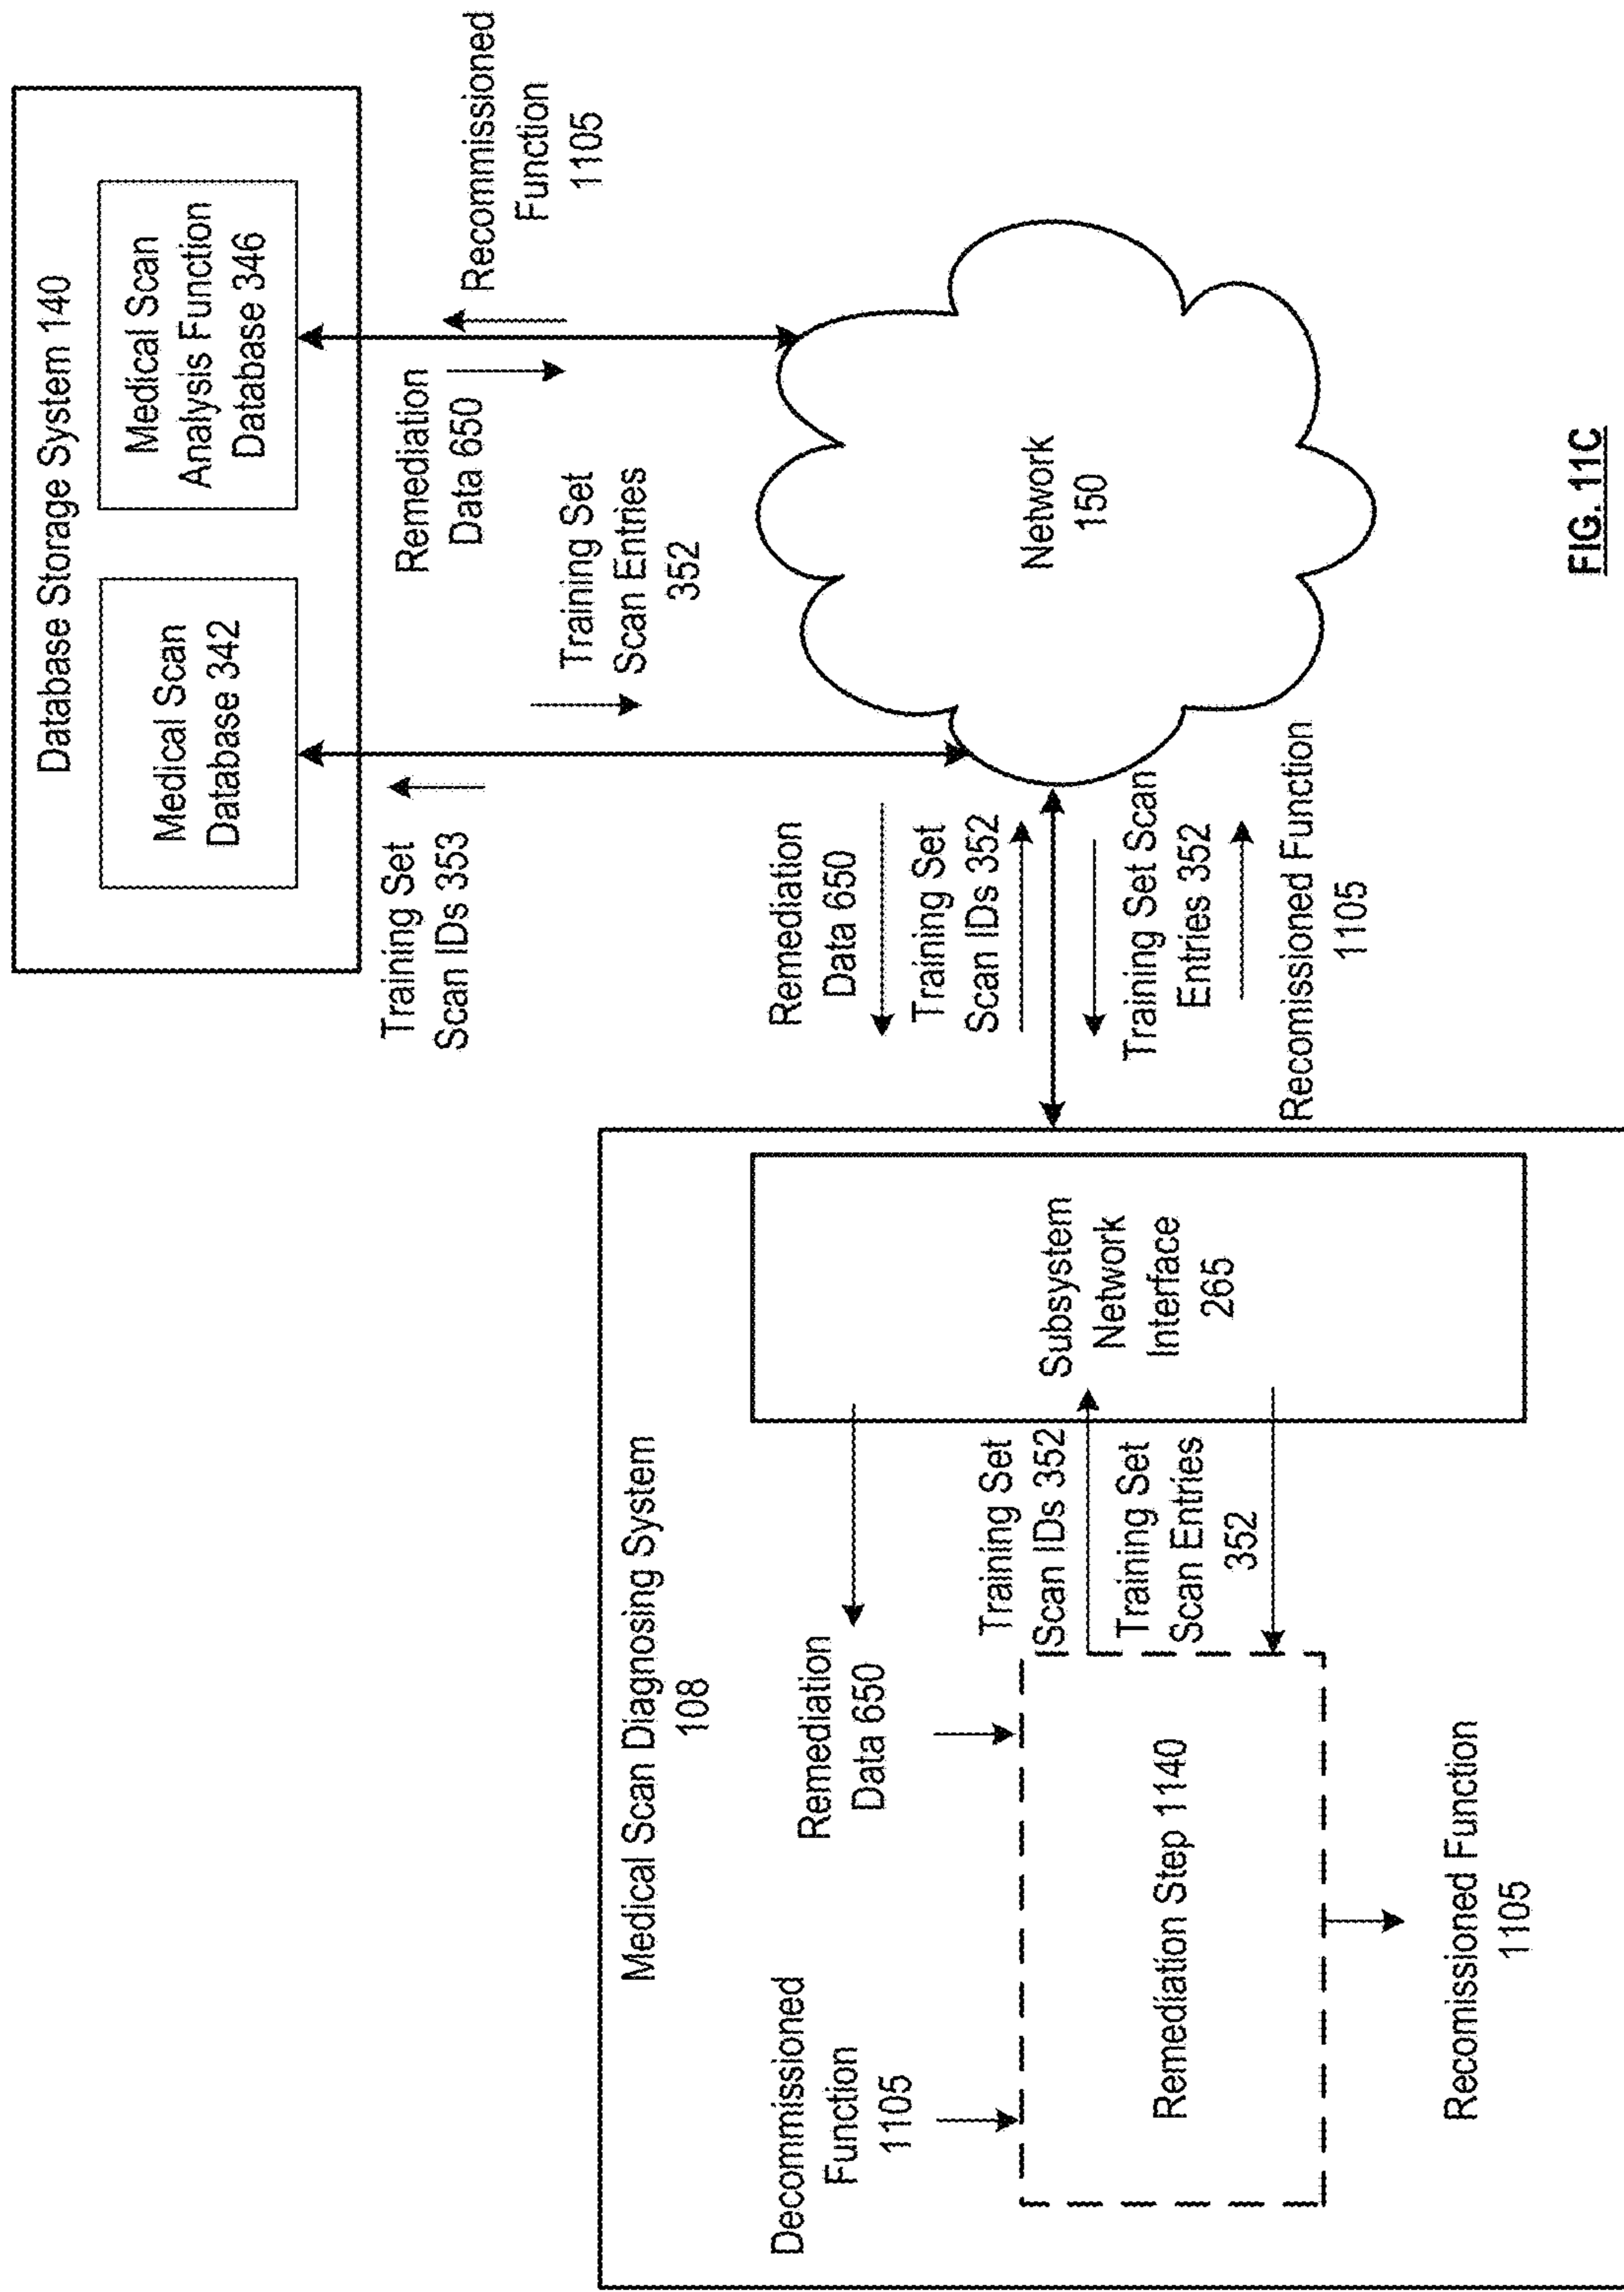 Database Storage System 140
Medical Scan
Database 342
Medical Scan
Analysis Function
Database 346
Training Set
Scan IDs 353
Remediation
Data 650
Recommissioned
Function
1105
Training Set
Scan Entries
352
Medical Scan Diagnosing System
108
Decommissioned
Function
1105
Remediation
Data 650
Training Set
Scan IDs 352
Training Set
Scan Entries
352
Remediation Step 1140
Recomissioned Function
1105
Subsystem
Network
Interface
265
Remediation
Data 650
Training Set
Scan IDs 352
Training Set Scan
Entries 352
Recomissioned Function
1105
Network
150
FIG. 11C